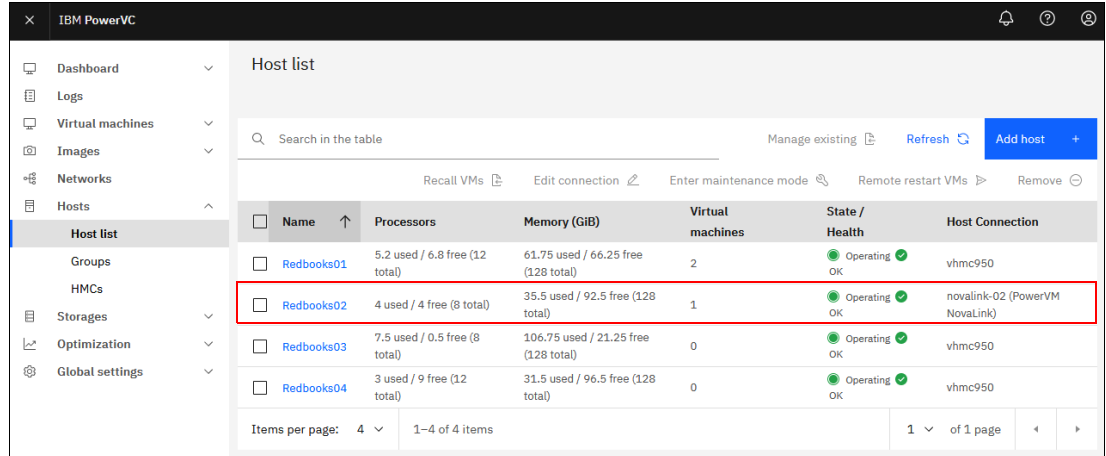 IBM PowerVC
Dashboard
Logs
Virtual machines
Images
Networks
Hosts
Host list
Groups
HMCs
Storages
Optimization
Global settings
Host list
Search in the table
Manage existing
Refresh
Add host +
Recall VMs
Edit connection
Enter maintenance mode
Remote restart VMs
Remove
Name Processors Memory (GiB) Virtual machines State / Health Host Connection
Redbooks01 5.2 used / 6.8 free (12 total) 61.75 used / 66.25 free (128 total) 2 Operating OK vhmc950
Redbooks02 4 used / 4 free (8 total) 35.5 used / 92.5 free (128 total) 1 Operating OK novalink-02 (PowerVM NovaLink)
Redbooks03 7.5 used / 0.5 free (8 total) 106.75 used / 21.25 free (128 total) 0 Operating OK vhmc950
Redbooks04 3 used / 9 free (12 total) 31.5 used / 96.5 free (128 total) 0 Operating OK vhmc950
Items per page: 4 1–4 of 4 items 1 of 1 page